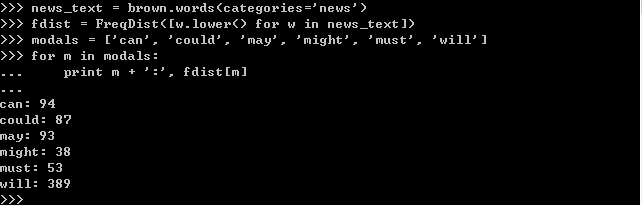 >>> news_text = brown.words(categories='news')
>>> fdist = FreqDist([w.lower() for w in news_text])
>>> modals = ['can', 'could', 'may', 'might', 'must', 'will']
>>> for m in modals:
...     print m + ':', fdist[m]
...
can: 94
could: 87
may: 93
might: 38
must: 53
will: 389
>>>